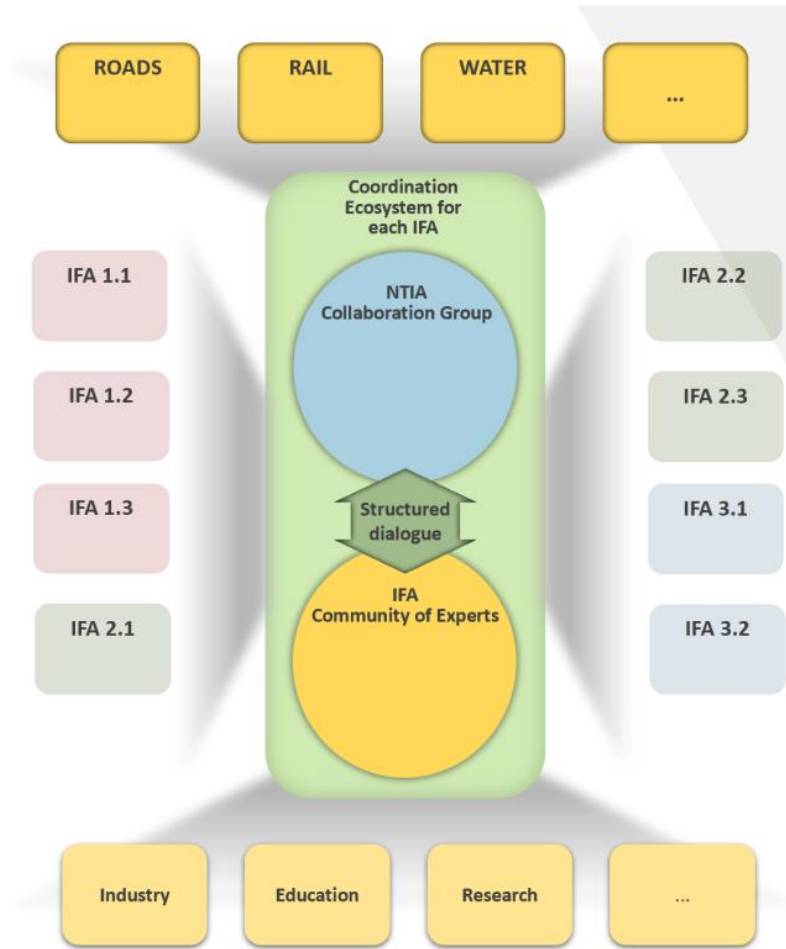 ROADS
RAIL
WATER
...
Coordination
Ecosystem for
each IFA
IFA 1.1
NTIA
Collaboration Group
IFA 2.2
IFA 1.2
IFA 2.3
IFA 1.3
Structured
dialogue
IFA 3.1
IFA
Community of Experts
IFA 2.1
IFA 3.2
Industry
Education
Research
...